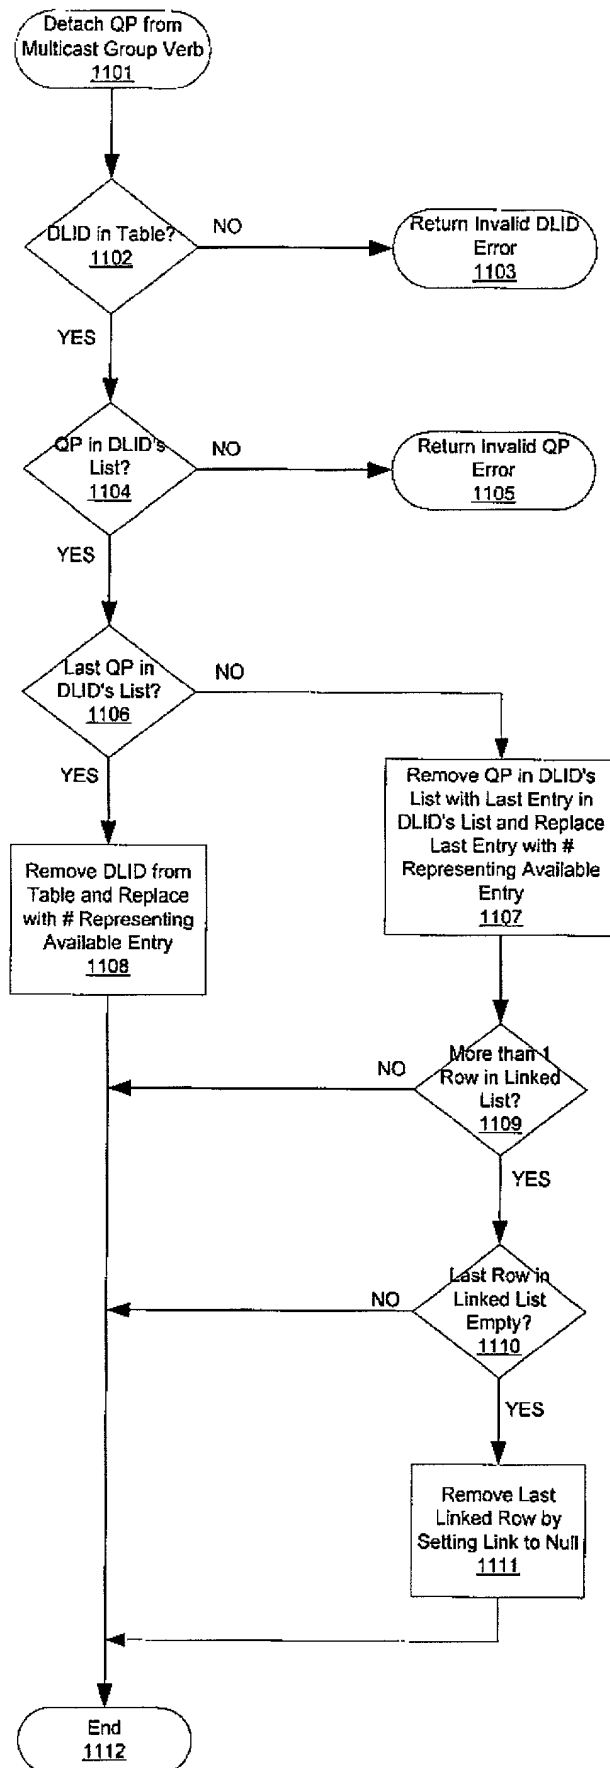 Detach QP from
Multicast Group Verb
1101
DLID in Table?
1102
NO
Return Invalid DLID
Error
1103
YES
QP in DLID's
List?
1104
NO
Return Invalid QP
Error
1105
YES
Last QP in
DLID's List?
1106
NO
YES
Remove QP in DLID's
List with Last Entry in
DLID's List and Replace
Last Entry with #
Representing Available
Entry
1107
Remove DLID from
Table and Replace
with # Representing
Available Entry
1108
More than 1
Row in Linked
List?
1109
NO
YES
Last Row in
Linked List
Empty?
1110
NO
YES
Remove Last
Linked Row by
Setting Link to Null
1111
End
1112